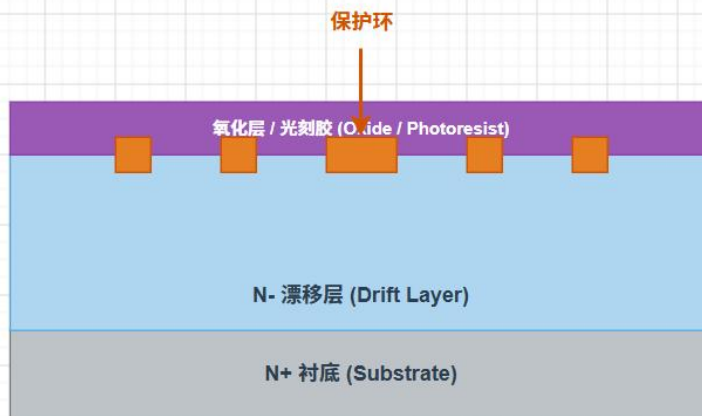 保护环
氧化层 / 光刻胶 (Oxide / Photoresist)
N- 漂移层 (Drift Layer)
N+ 衬底 (Substrate)